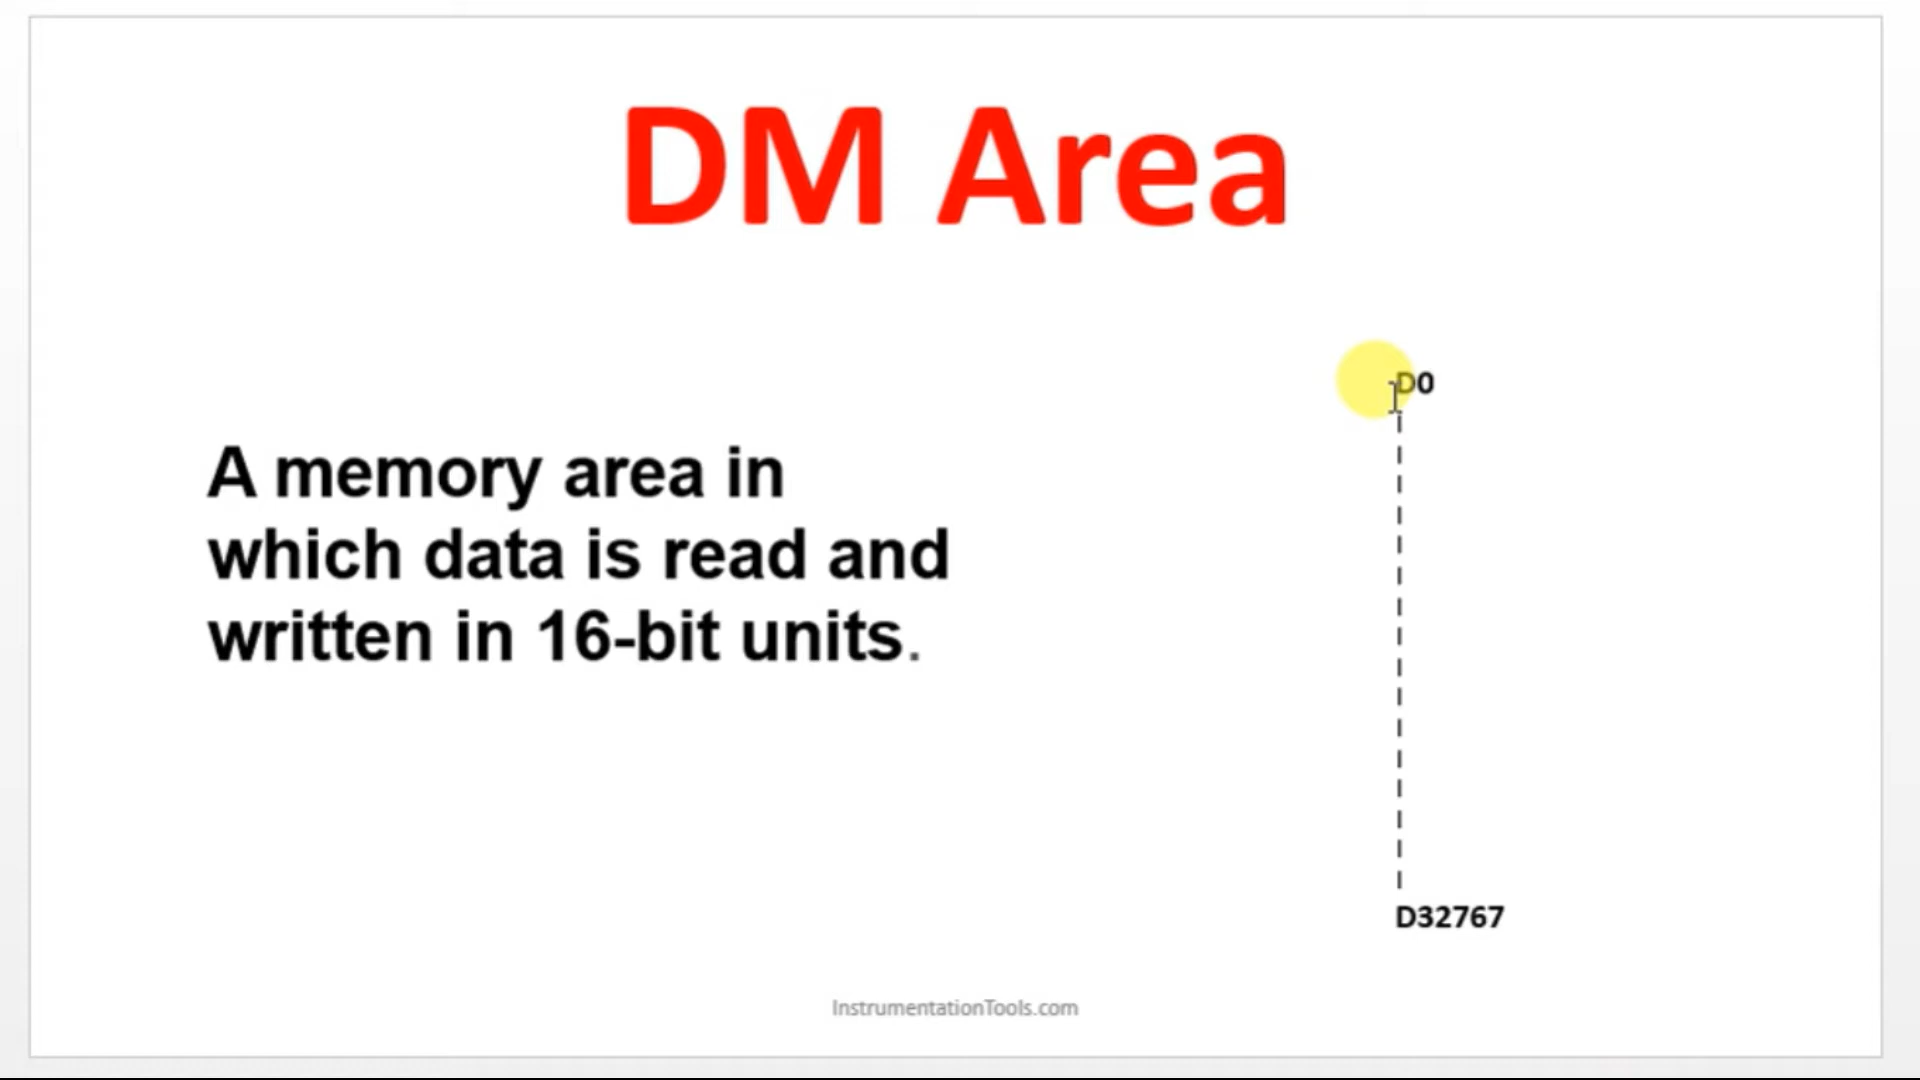 DM Area
D0
A memory area in
which data is read and
written in 16-bit units.
D32767
InstrumentationTools.com